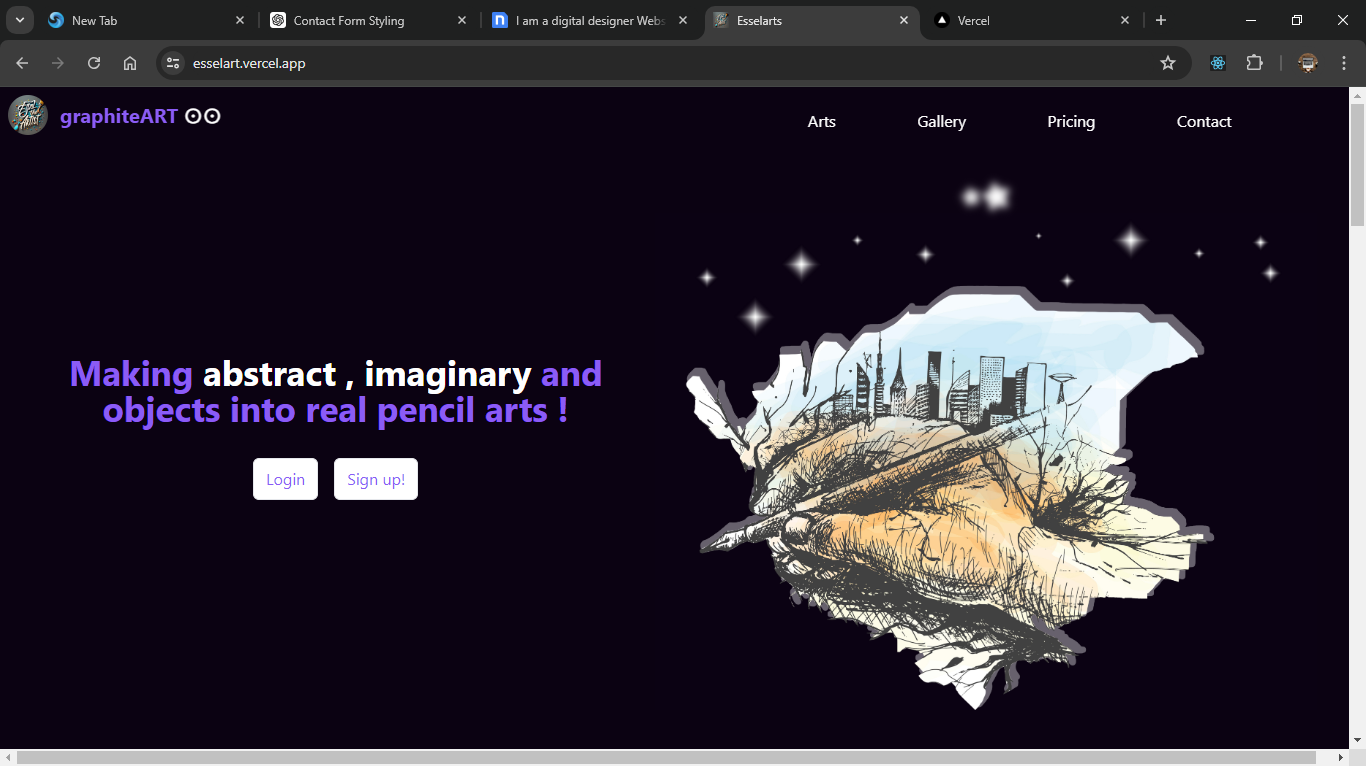 New Tab
Contact Form Styling
I am a digital designer Webs
Esselarts
Vercel
esselart.vercel.app
graphiteART
Arts
Gallery
Pricing
Contact
Making abstract , imaginary and
objects into real pencil arts !
Login
Sign up!